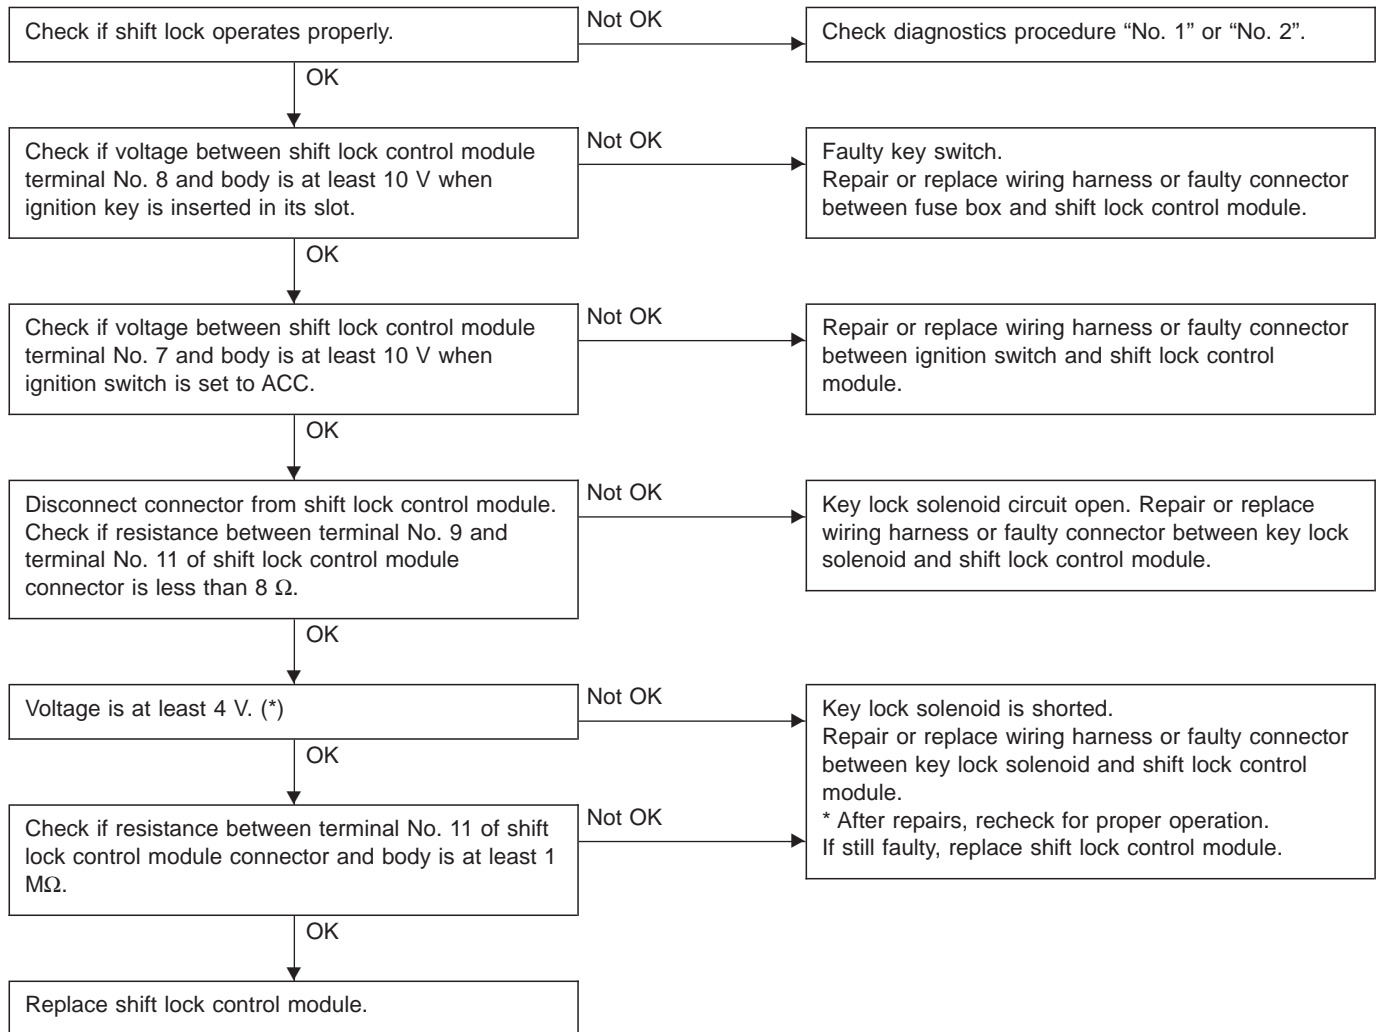 Check if shift lock operates properly.
Not OK
Check diagnostics procedure “No. 1” or “No. 2”.
OK
Check if voltage between shift lock control module
terminal No. 8 and body is at least 10 V when
ignition key is inserted in its slot.
Not OK
Faulty key switch.
Repair or replace wiring harness or faulty connector
between fuse box and shift lock control module.
OK
Check if voltage between shift lock control module
terminal No. 7 and body is at least 10 V when
ignition switch is set to ACC.
Not OK
Repair or replace wiring harness or faulty connector
between ignition switch and shift lock control
module.
OK
Disconnect connector from shift lock control module.
Check if resistance between terminal No. 9 and
terminal No. 11 of shift lock control module
connector is less than 8 Ω.
Not OK
Key lock solenoid circuit open. Repair or replace
wiring harness or faulty connector between key lock
solenoid and shift lock control module.
OK
Voltage is at least 4 V. (*)
Not OK
Key lock solenoid is shorted.
Repair or replace wiring harness or faulty connector
between key lock solenoid and shift lock control
module.
* After repairs, recheck for proper operation.
If still faulty, replace shift lock control module.
OK
Check if resistance between terminal No. 11 of shift
lock control module connector and body is at least 1
MΩ.
Not OK
OK
Replace shift lock control module.